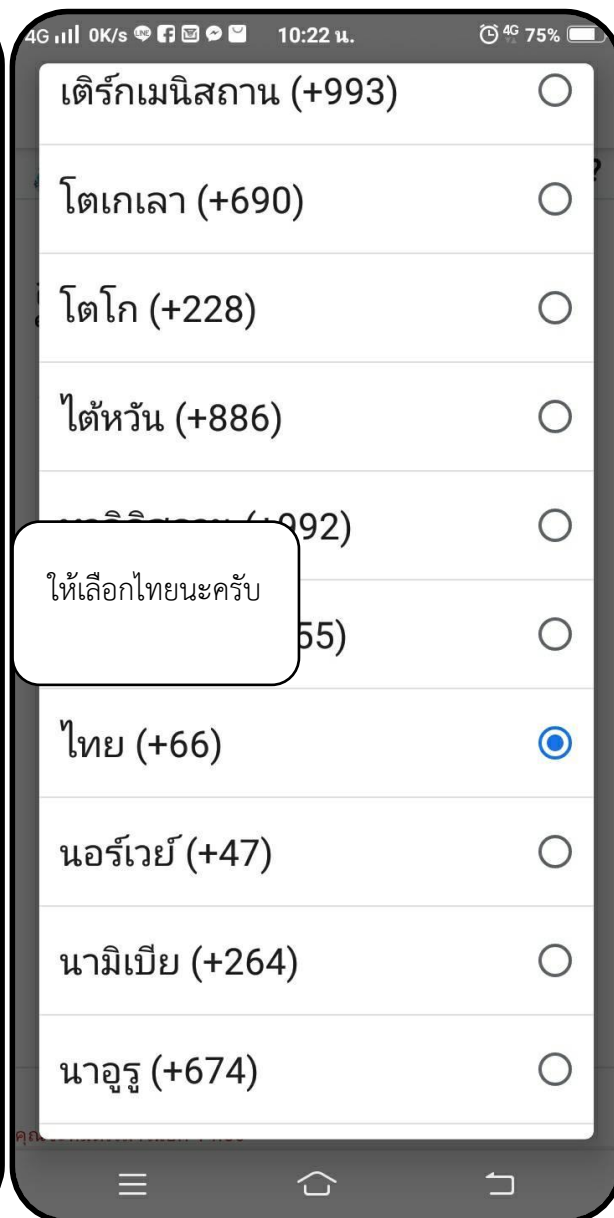 4G 0K/s 10:22 น. 4G 75%
เติร์กเมนิสถาน (+993)
โตเกเลา (+690)
โตโก (+228)
ไต้หวัน (+886)
92)
ให้เลือกไทยนะครับ
55)
ไทย (+66)
นอร์เวย์ (+47)
นามิเบีย (+264)
นาอูรู (+674)